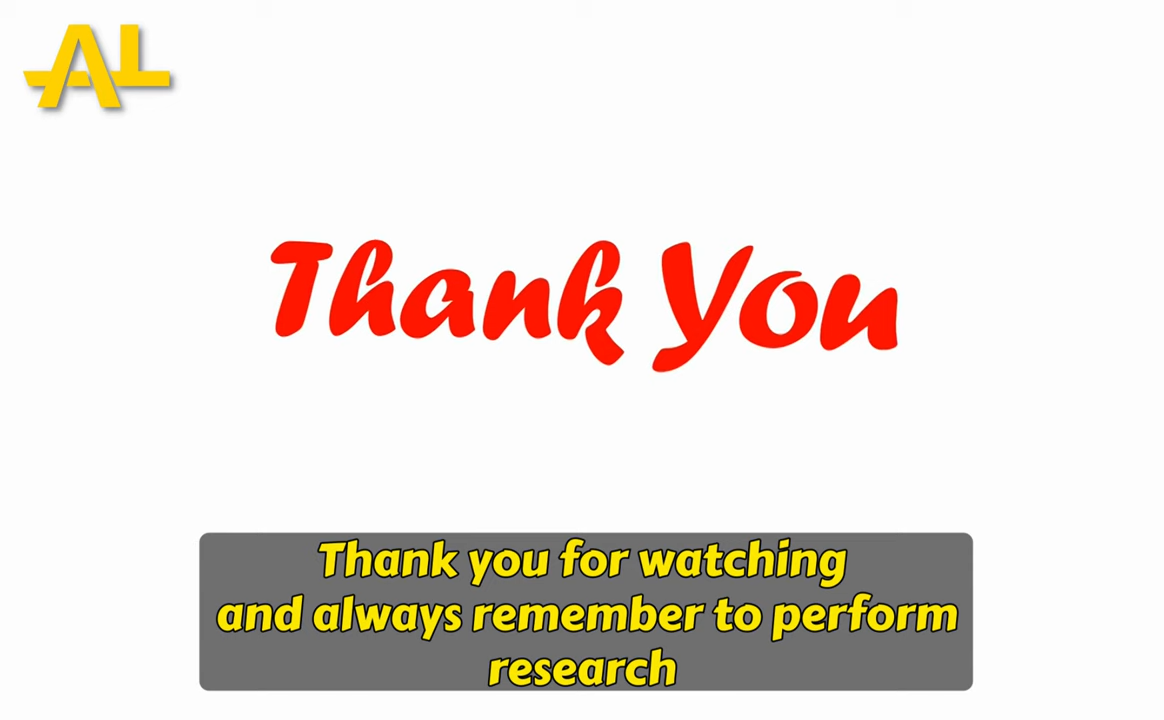 AL
Thank You
Thank you for watching
and always remember to perform
research